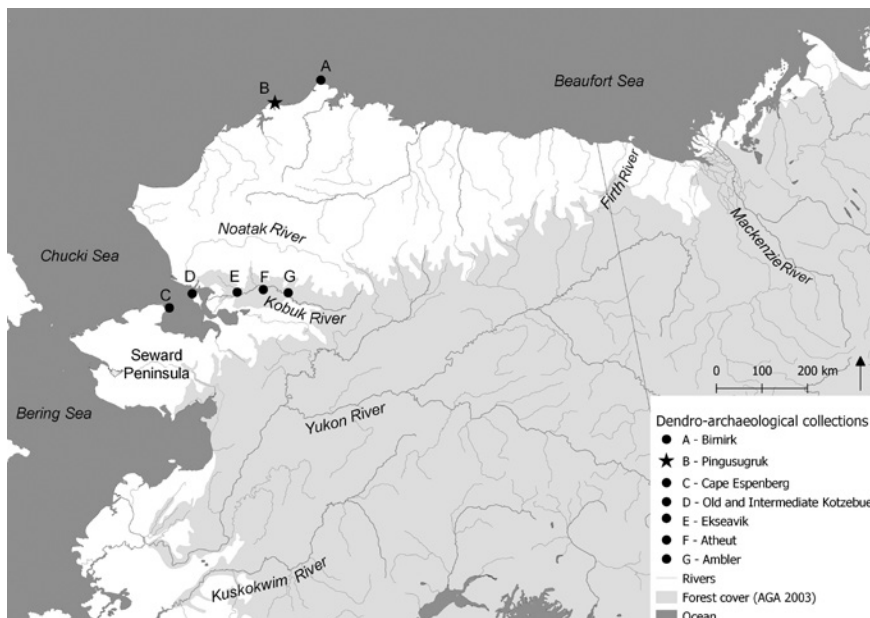 A
B
Beaufort Sea
Firth River
Mackenzie River
Noatak River
Chucki Sea
D
E
F
G
C
Kobuk River
Seward
Peninsula
0 100 200 km
Bering Sea
Yukon River
Kuskokwim River
Dendro-archaeological collections
A - Birnirk
B - Pingusugruk
C - Cape Espenberg
D - Old and Intermediate Kotzebue
E - Ekseavik
F - Atheut
G - Ambler
Rivers
Forest cover (AGA 2003)
Ocean